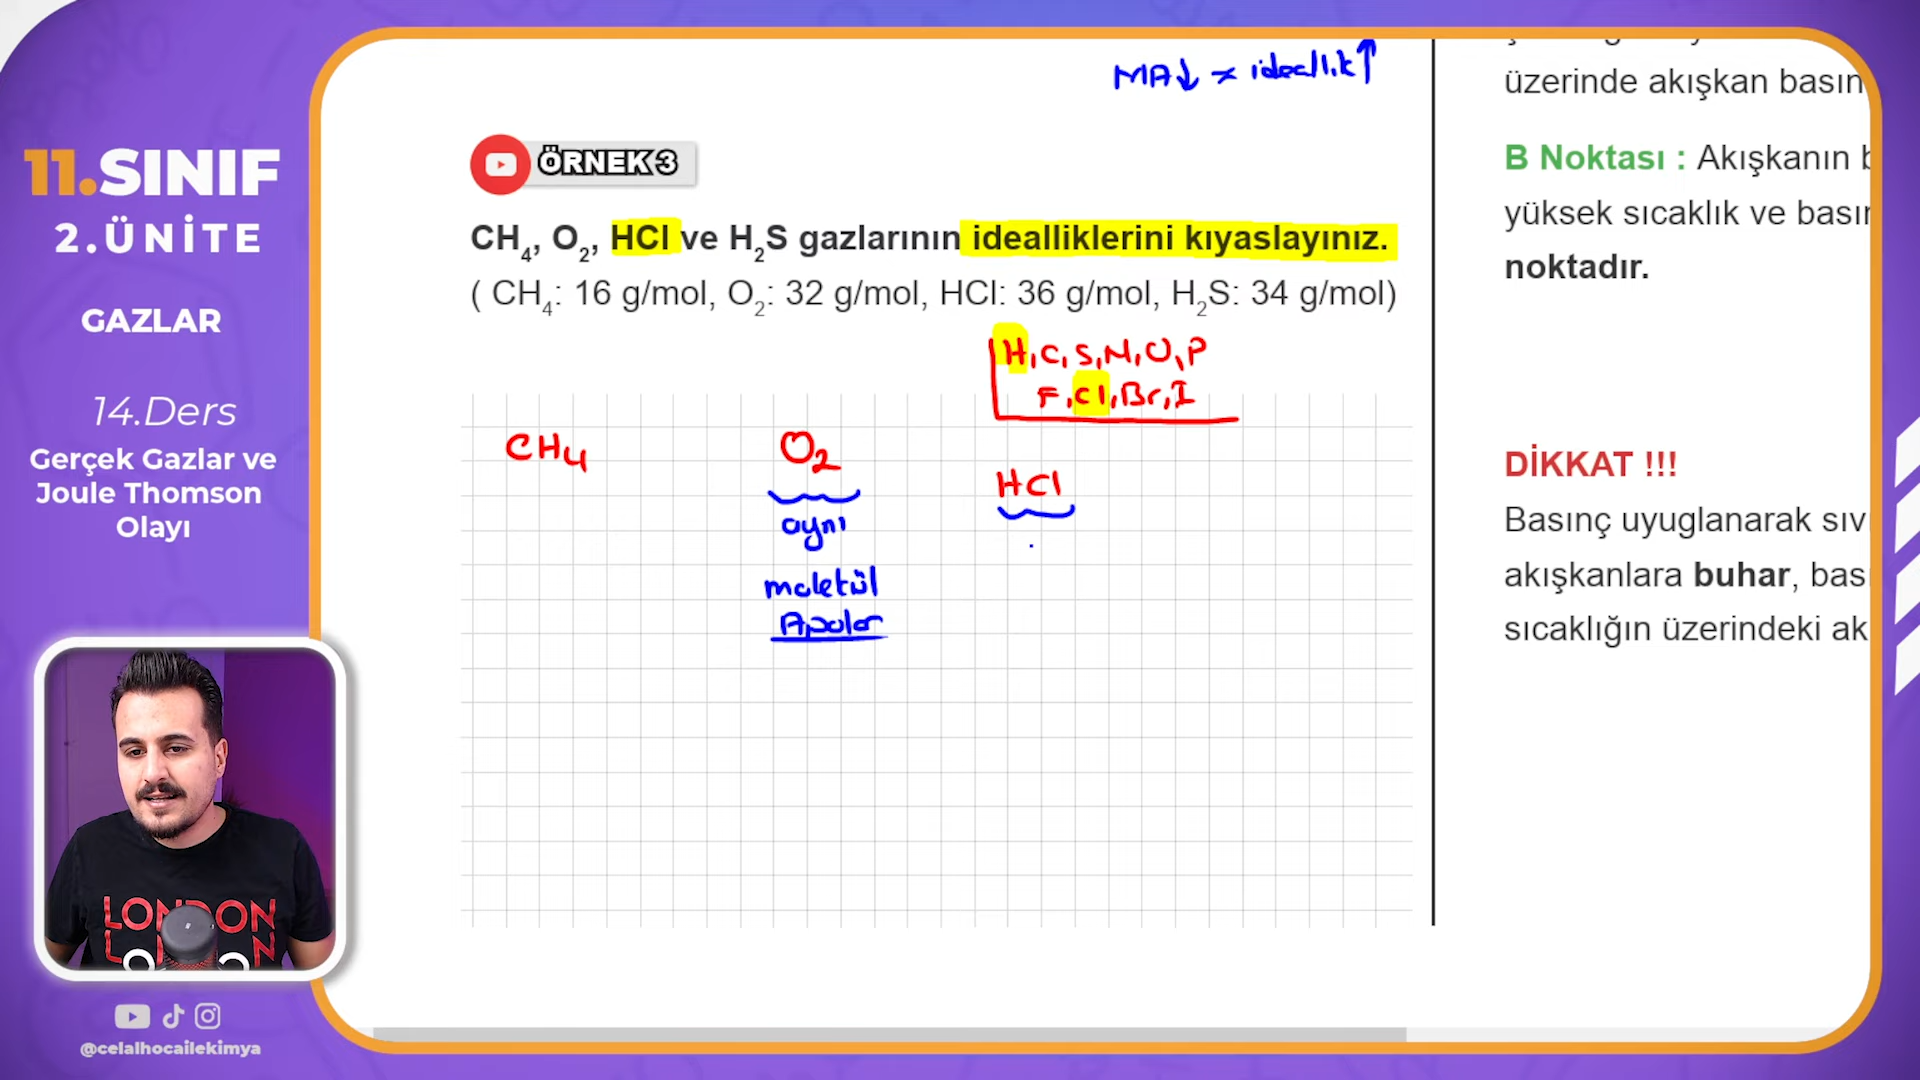 11.SINIF
2.ÜNİTE
GAZLAR
14.Ders
Gerçek Gazlar ve
Joule Thomson
Olayı
LONDON
@celalhocailekimya
MA↓ ≈ ideallik↑
ÖRNEK 3
CH4, O2, HCl ve H2S gazlarının idealliklerini kıyaslayınız.
( CH4: 16 g/mol, O2: 32 g/mol, HCl: 36 g/mol, H2S: 34 g/mol)
H, C, S, N, O, P
F, Cl, Br, I
CH4
O2
HCl
aynı
molekül
Apolar
üzerinde akışkan basın
B Noktası : Akışkanın b
yüksek sıcaklık ve basın
noktadır.
DİKKAT !!!
Basınç uyuglanarak sıv
akışkanlara buhar, bas
sıcaklığın üzerindeki ak